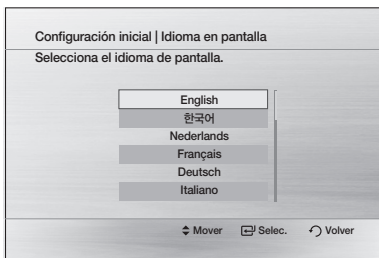 Configuración inicial | Idioma en pantalla
Selecciona el idioma de pantalla.
English
한국어
Nederlands
Français
Deutsch
Italiano
Mover Selec. Volver